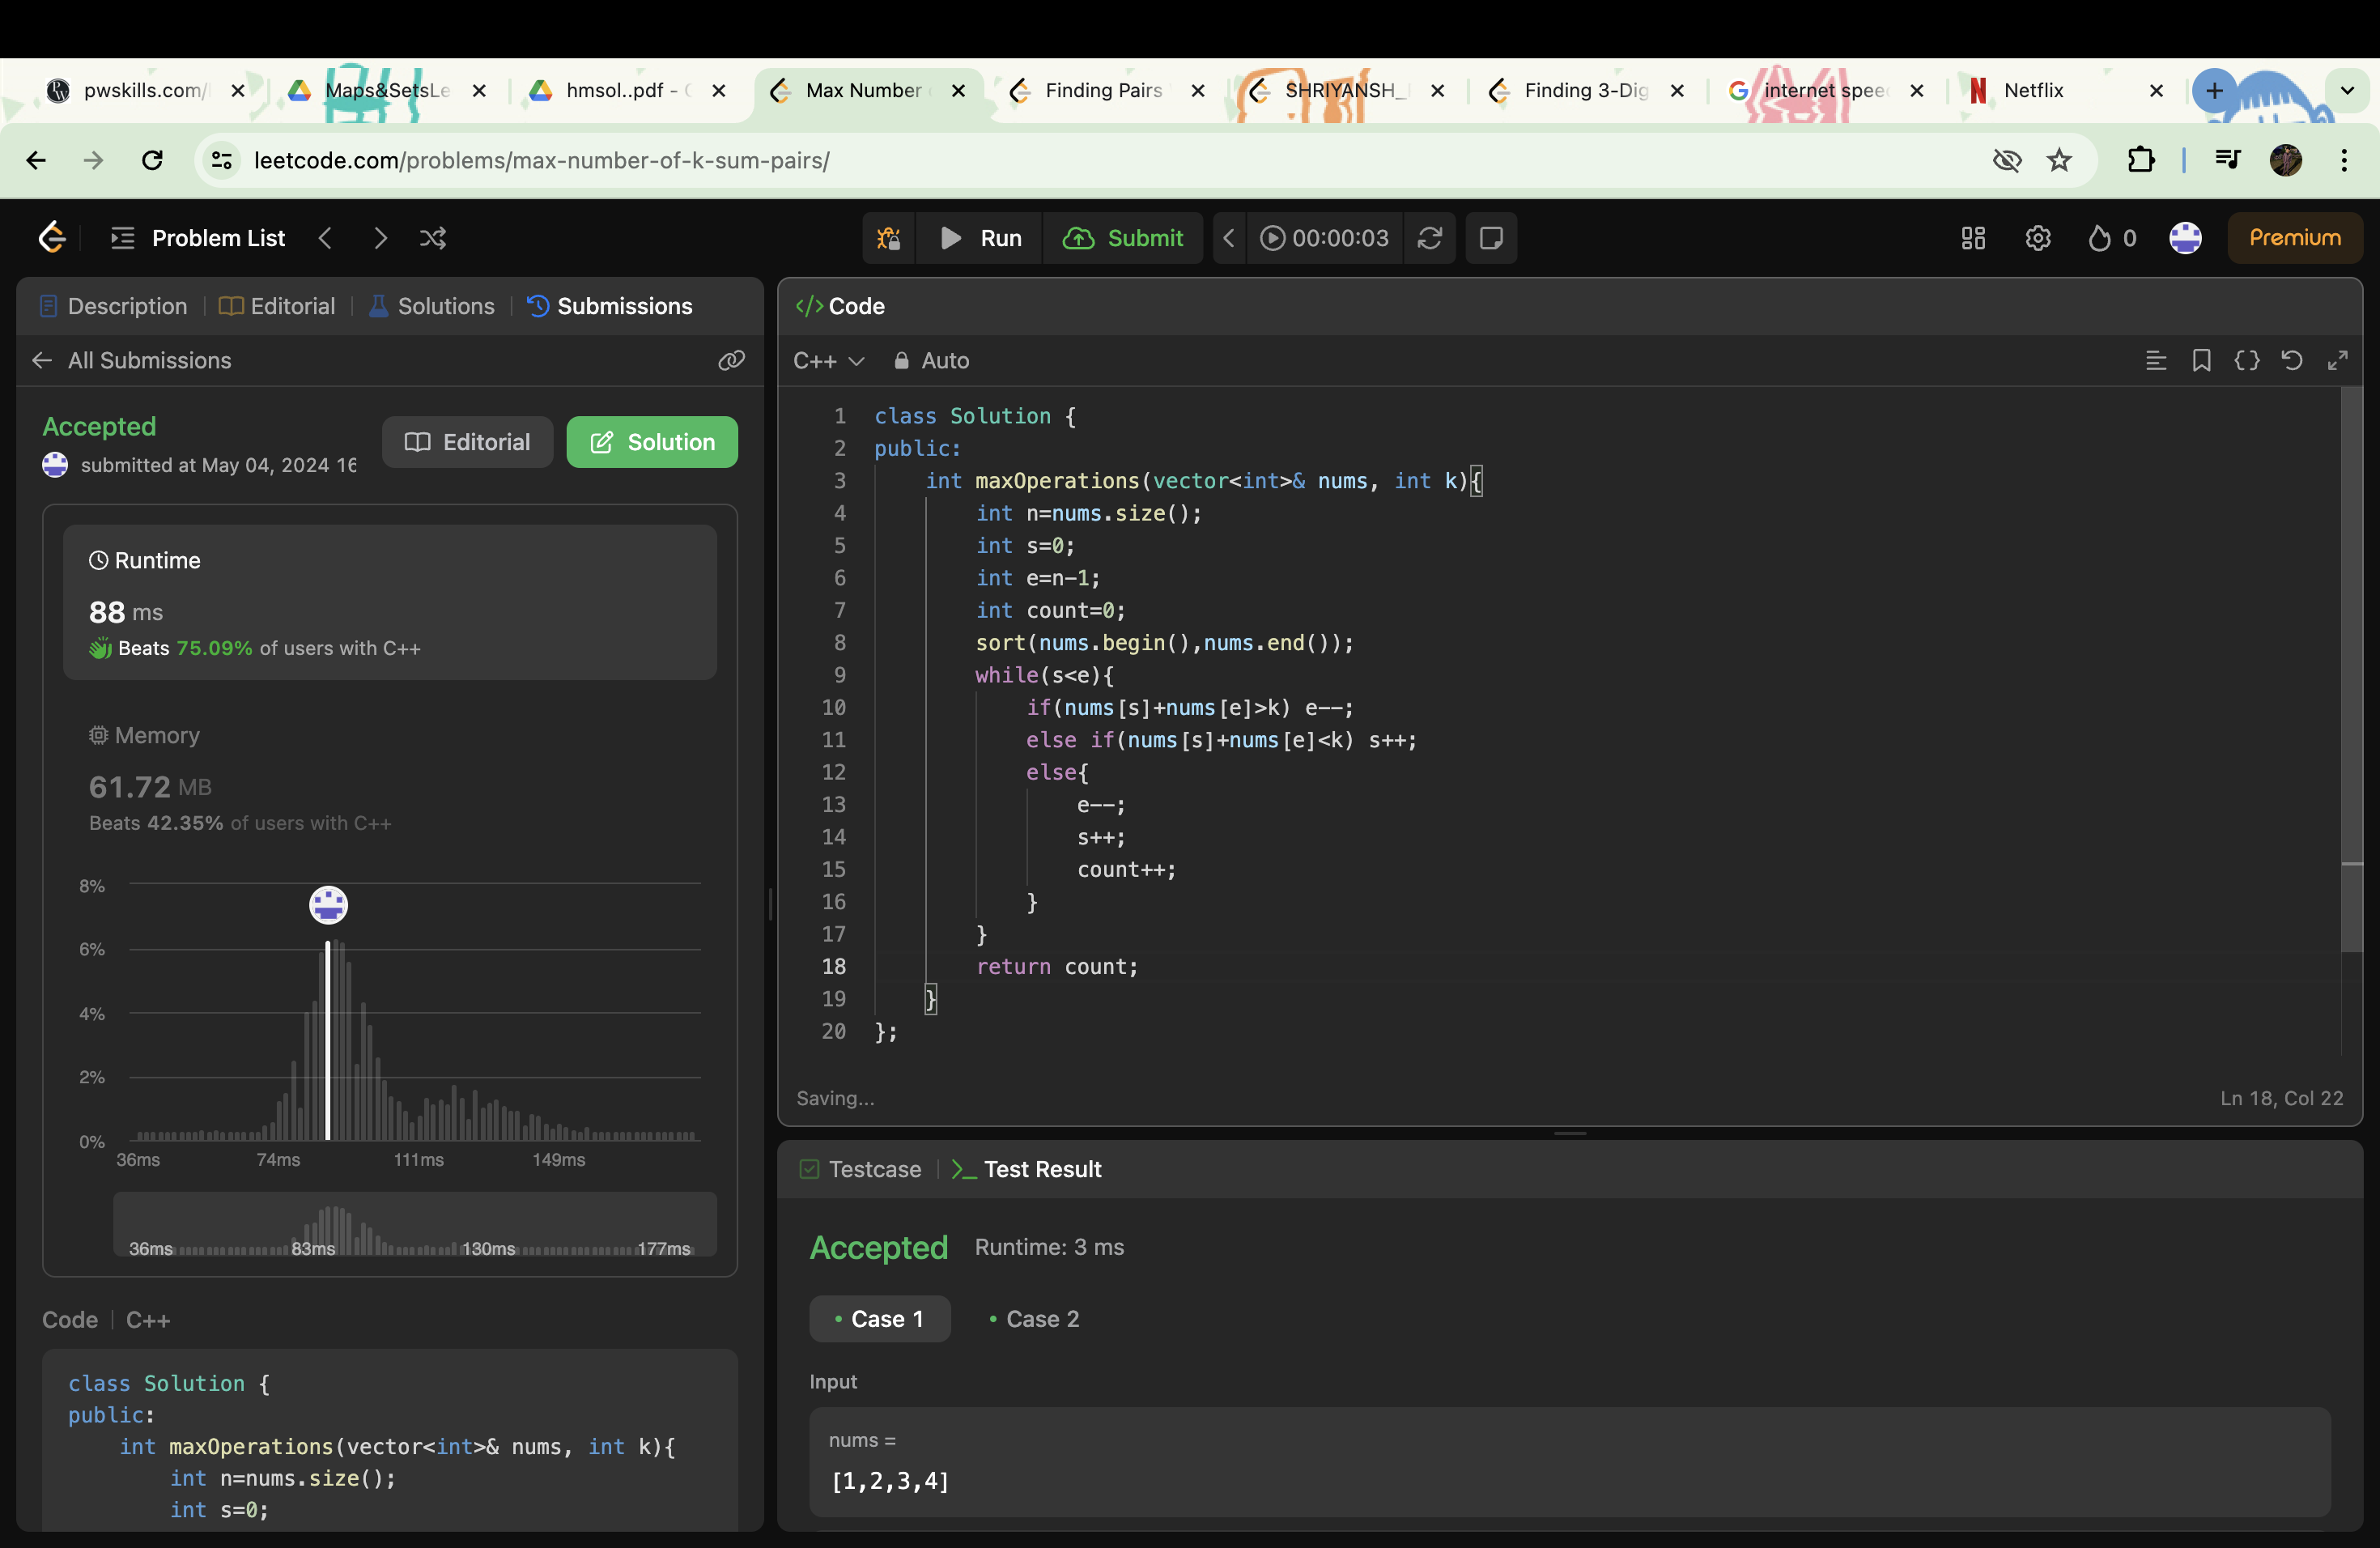 pwskills.com/
Maps&SetsLe
hmsol..pdf -
Max Number
Finding Pairs
SHRIYANSH_
Finding 3-Dig
internet spee
Netflix
leetcode.com/problems/max-number-of-k-sum-pairs/
Problem List
Run
Submit
00:00:03
0
Premium
Description
Editorial
Solutions
Submissions
All Submissions
Accepted
submitted at May 04, 2024 16
Editorial
Solution
Runtime
88 ms
Beats 75.09% of users with C++
Memory
61.72 MB
Beats 42.35% of users with C++
8%
6%
4%
2%
0%
36ms 74ms 111ms 149ms
36ms 83ms 130ms 177ms
Code | C++
class Solution {
public:
    int maxOperations(vector<int>& nums, int k){
        int n=nums.size();
        int s=0;
</> Code
C++
Auto
1 class Solution {
2 public:
3     int maxOperations(vector<int>& nums, int k){
4         int n=nums.size();
5         int s=0;
6         int e=n-1;
7         int count=0;
8         sort(nums.begin(),nums.end());
9         while(s<e){
10             if(nums[s]+nums[e]>k) e--;
11             else if(nums[s]+nums[e]<k) s++;
12             else{
13                 e--;
14                 s++;
15                 count++;
16             }
17         }
18         return count;
19     }
20 };
Saving...
Ln 18, Col 22
Testcase
Test Result
Accepted Runtime: 3 ms
• Case 1
• Case 2
Input
nums =
[1,2,3,4]